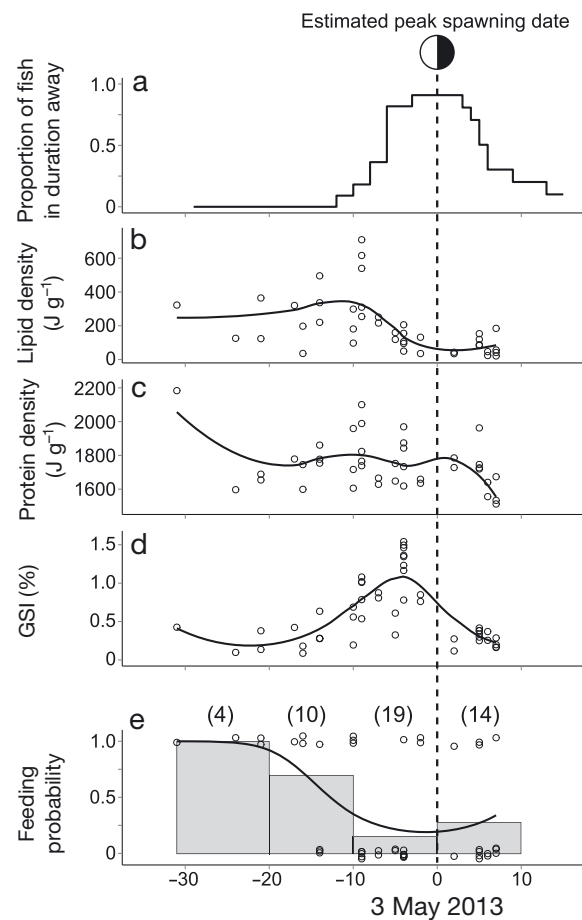 Estimated peak spawning date
a
Proportion of fish
in duration away
1.0
0.5
0
b
Lipid density
(J g–1)
600
400
200
0
c
Protein density
(J g–1)
2200
2000
1800
1600
d
GSI (%)
1.5
1.0
0.5
0
e
(4) (10) (19) (14)
Feeding
probability
1.0
0.5
0
–30 –20 –10 0 10
3 May 2013